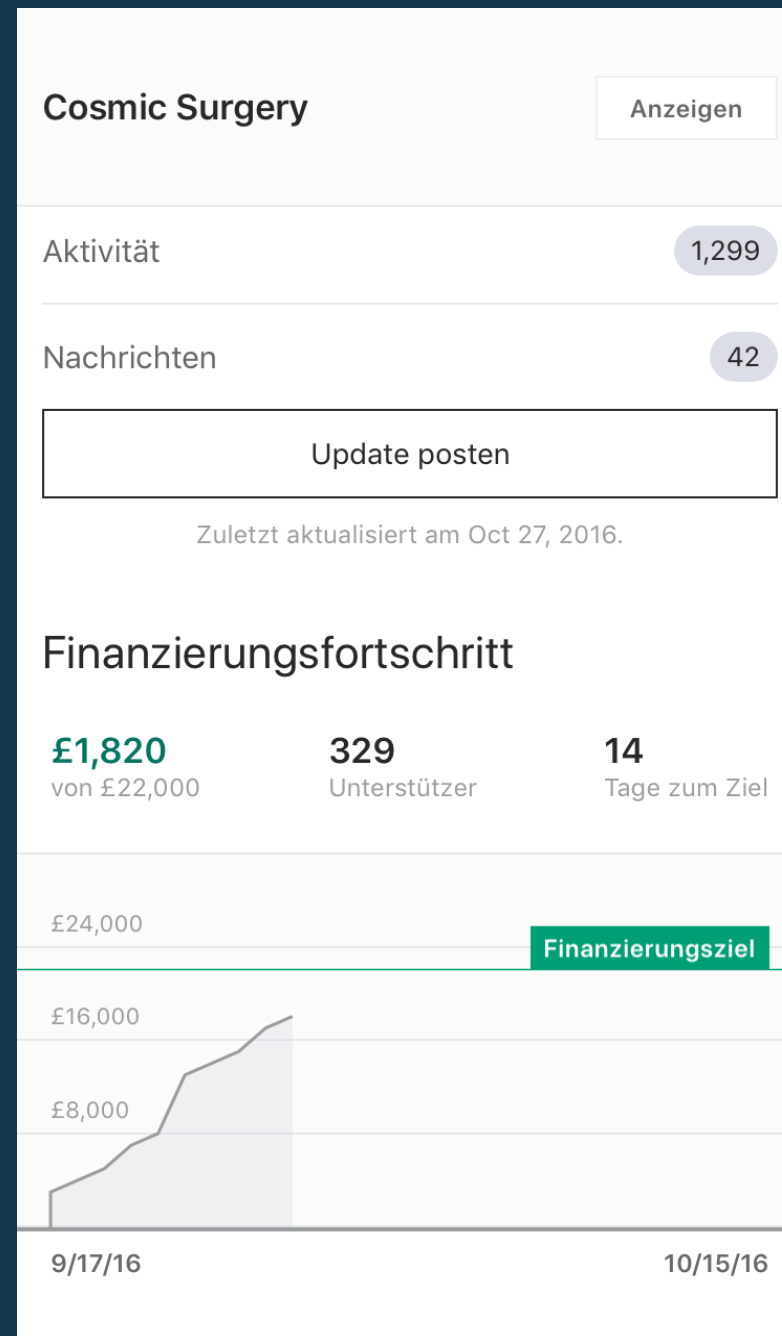 Cosmic Surgery
Anzeigen
Aktivität
1,299
Nachrichten
42
Update posten
Zuletzt aktualisiert am Oct 27, 2016.
Finanzierungsfortschritt
£1,820
von £22,000
329
Unterstützer
14
Tage zum Ziel
£24,000
Finanzierungsziel
£16,000
£8,000
9/17/16
10/15/16